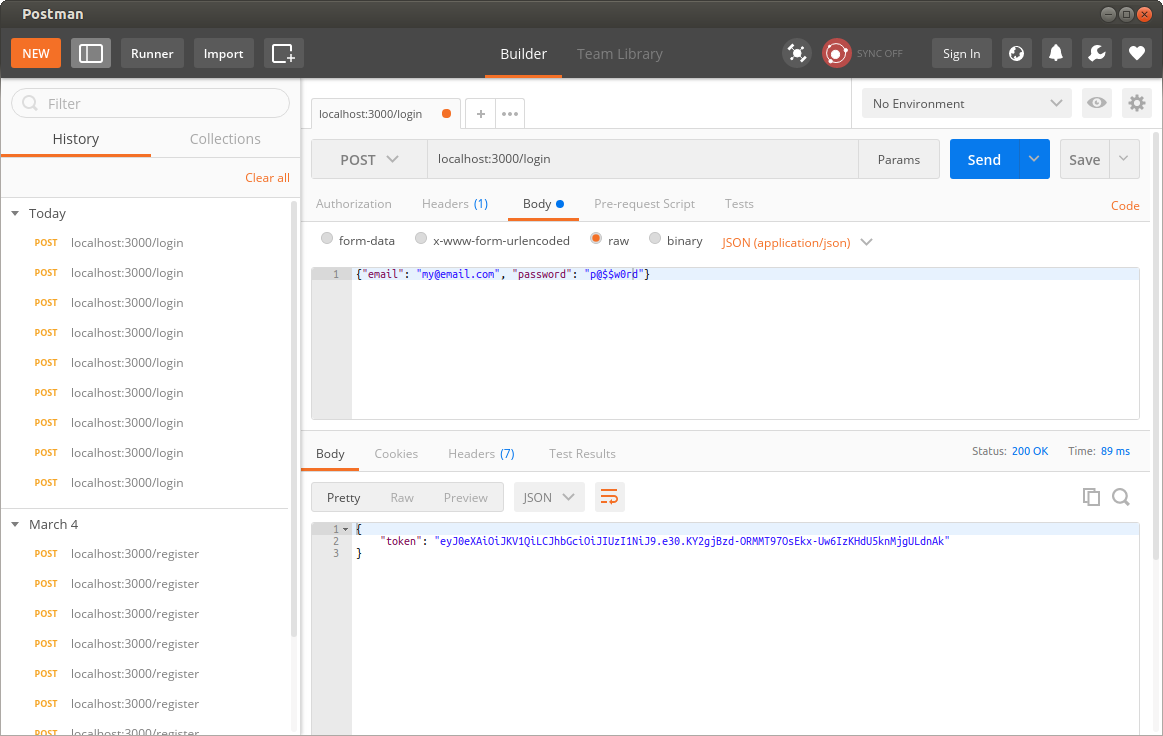 Postman
NEW Runner Import Builder Team Library SYNC OFF Sign In
Filter
History Collections
Clear all
Today
POST localhost:3000/login
POST localhost:3000/login
POST localhost:3000/login
POST localhost:3000/login
POST localhost:3000/login
POST localhost:3000/login
POST localhost:3000/login
POST localhost:3000/login
POST localhost:3000/login
March 4
POST localhost:3000/register
POST localhost:3000/register
POST localhost:3000/register
POST localhost:3000/register
POST localhost:3000/register
POST localhost:3000/register
POST localhost:3000/register
localhost:3000/login + ••• No Environment
POST localhost:3000/login Params Send Save
Authorization Headers (1) Body Pre-request Script Tests Code
form-data x-www-form-urlencoded raw binary JSON (application/json)
1 {"email": "my@email.com", "password": "p@$$w0rd"}
Body Cookies Headers (7) Test Results Status: 200 OK Time: 89 ms
Pretty Raw Preview JSON
1 {
2 "token": "eyJ0eXAiOiJKV1QiLCJhbGciOiJIUzI1NiJ9.e30.KY2gjBzd-ORMMT97OsEkx-Uw6IzKHdU5knMjgULdnAk"
3 }